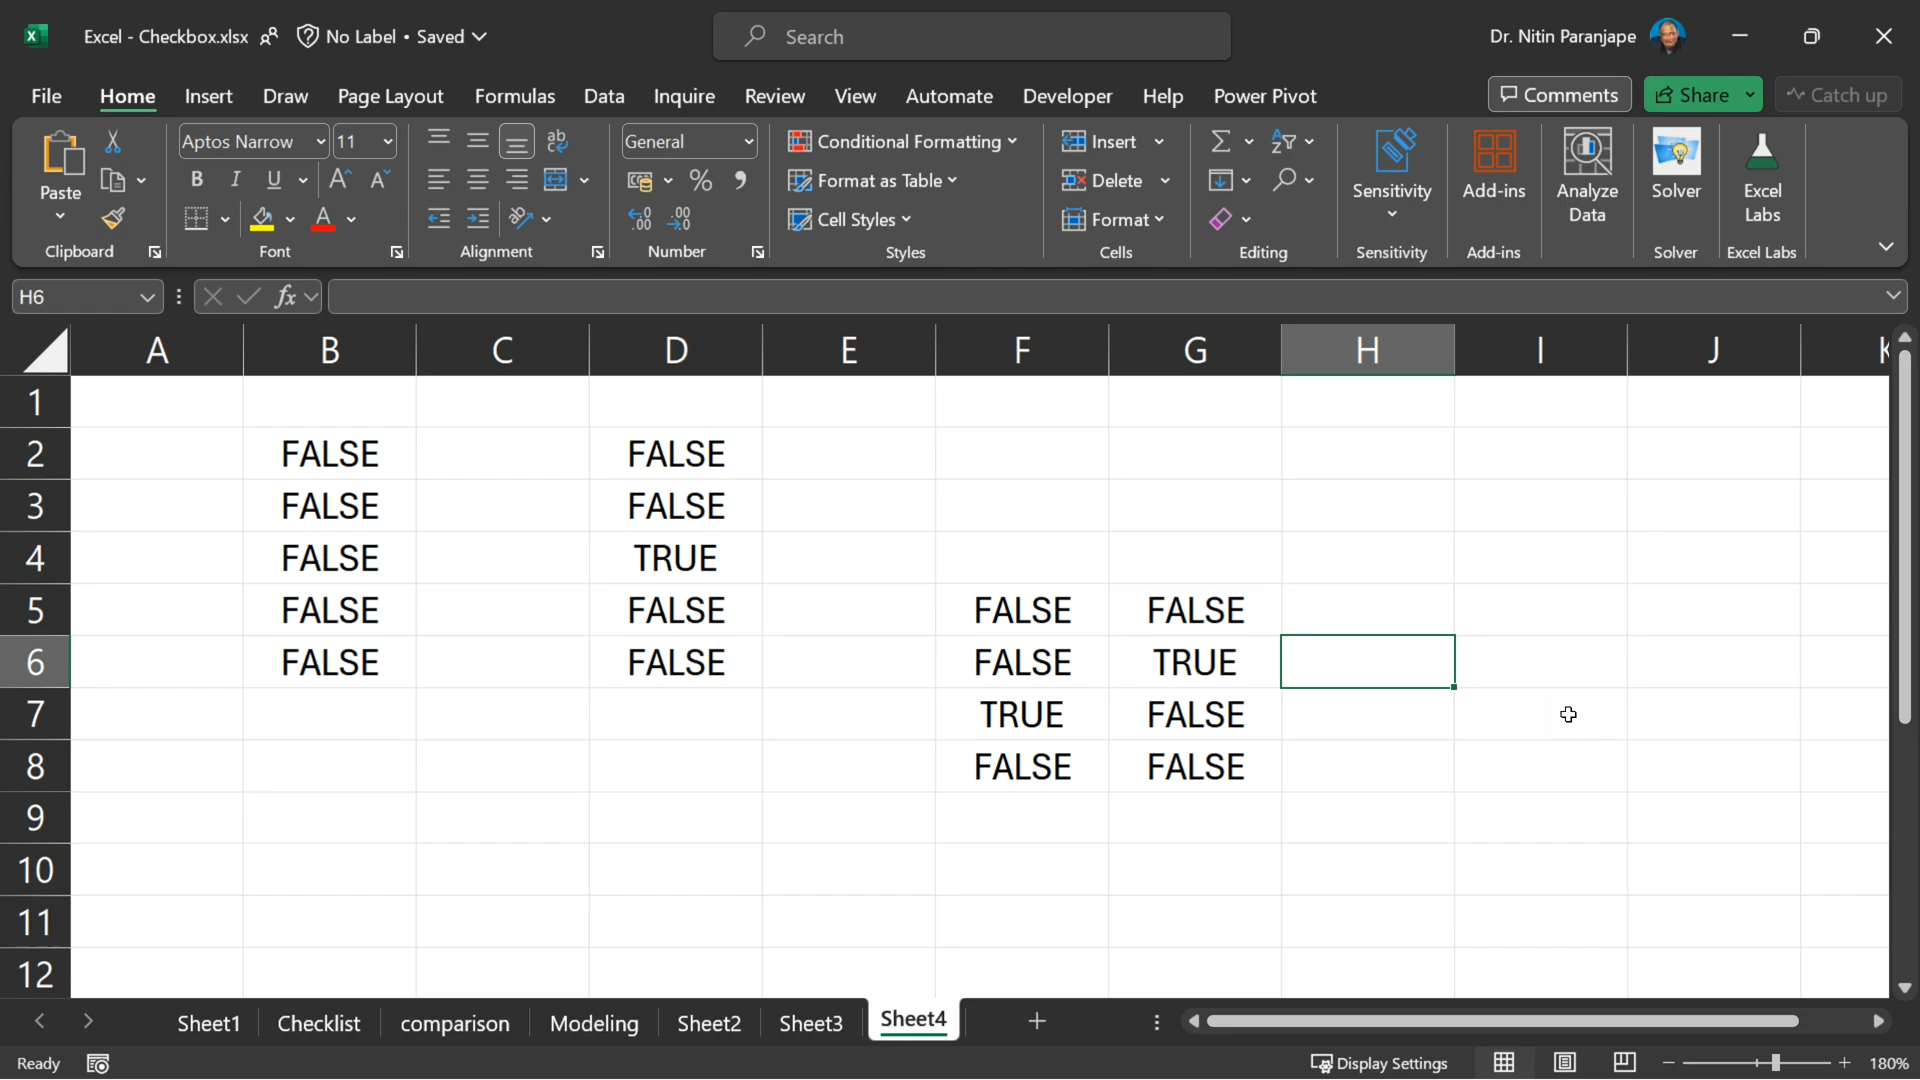 Excel - Checkbox.xlsx No Label • Saved
Search
Dr. Nitin Paranjape
File Home Insert Draw Page Layout Formulas Data Inquire Review View Automate Developer Help Power Pivot
Comments Share Catch up
Paste
Clipboard
Aptos Narrow 11
B I U A A
A
Font
ab
Alignment
General
% 9
Number
Conditional Formatting
Format as Table
Cell Styles
Styles
Insert
Delete
Format
Cells
Editing
Sensitivity
Sensitivity
Add-ins
Add-ins
Analyze
Data
Solver
Solver
Excel
Labs
Excel Labs
H6 fx
A B C D E F G H I J K
1
2 FALSE FALSE
3 FALSE FALSE
4 FALSE TRUE
5 FALSE FALSE FALSE FALSE
6 FALSE FALSE FALSE TRUE
7 TRUE FALSE
8 FALSE FALSE
9
10
11
12
Sheet1 Checklist comparison Modeling Sheet2 Sheet3 Sheet4
Ready
Display Settings
180%